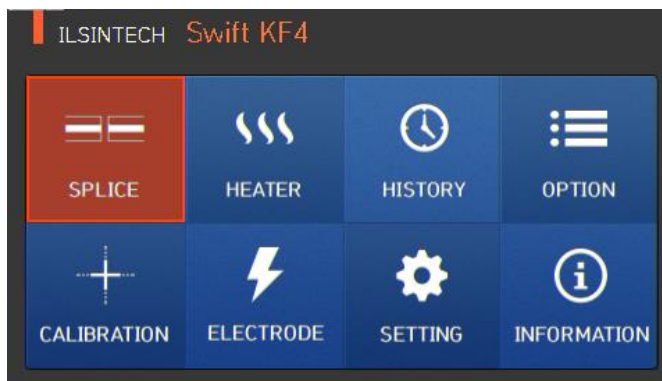 ILSINTECH Swift KF4
SPLICE HEATER HISTORY OPTION
CALIBRATION ELECTRODE SETTING INFORMATION